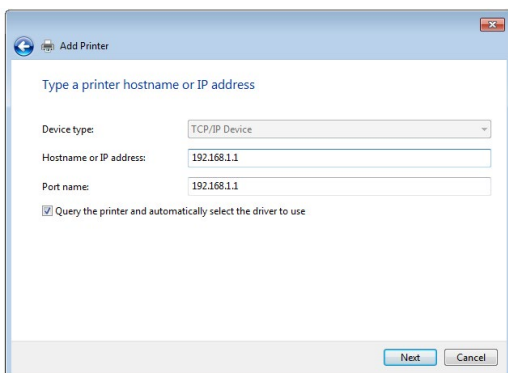 Add Printer
Type a printer hostname or IP address
Device type: TCP/IP Device
Hostname or IP address: 192.168.1.1
Port name: 192.168.1.1
Query the printer and automatically select the driver to use
Next Cancel